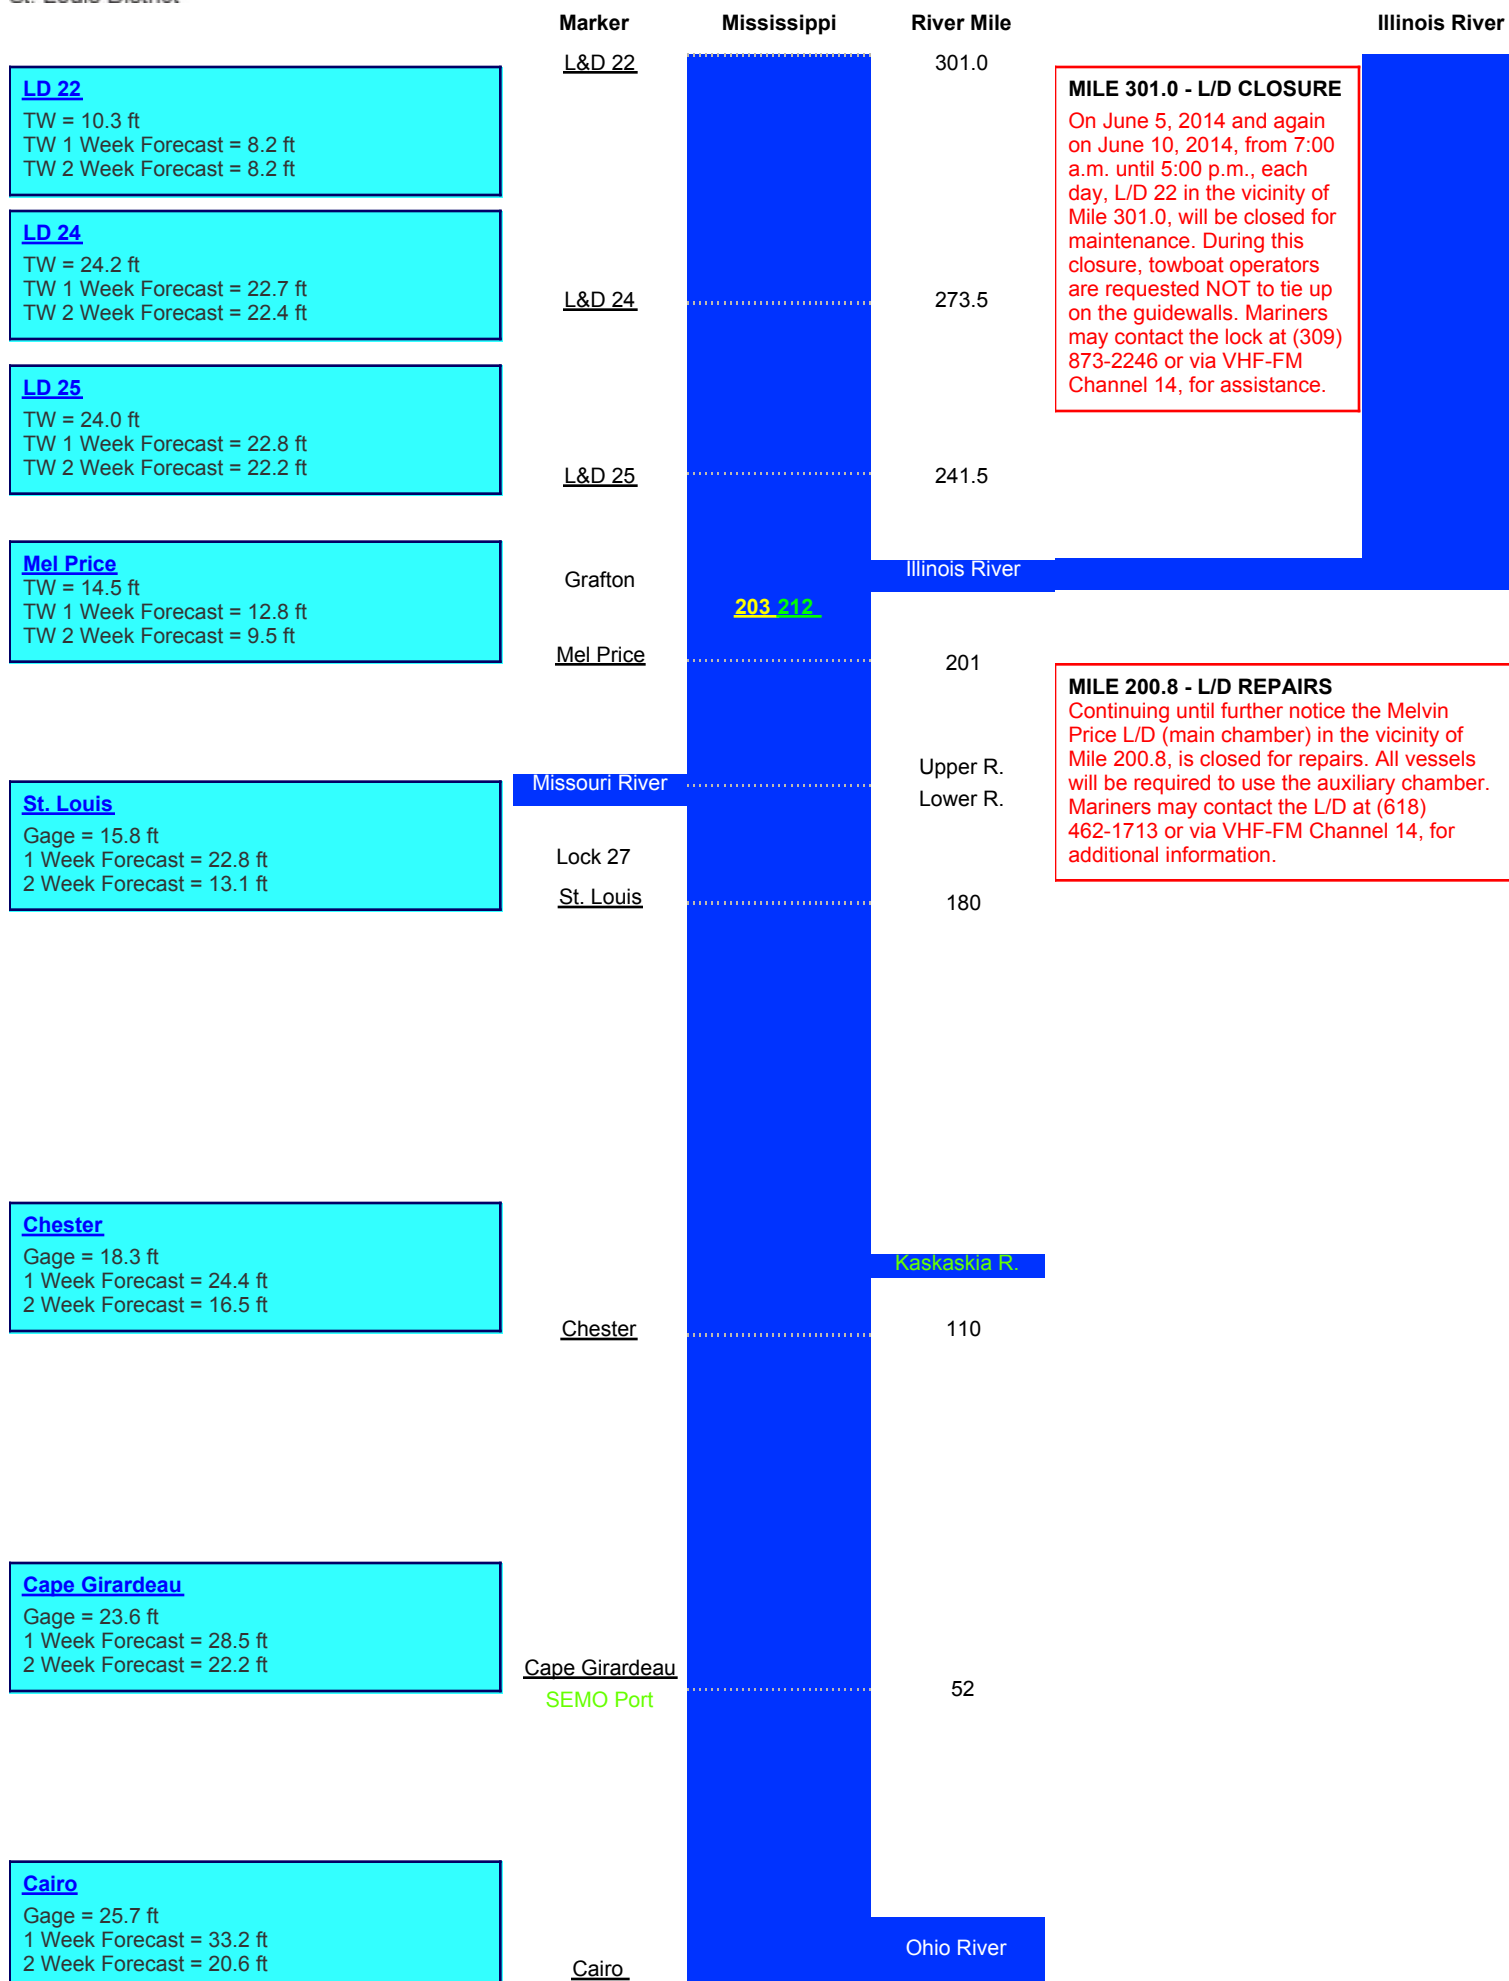 St. Louis District
Marker Mississippi River Mile Illinois River
L&D 22 301.0
LD 22
TW = 10.3 ft
TW 1 Week Forecast = 8.2 ft
TW 2 Week Forecast = 8.2 ft
MILE 301.0 - L/D CLOSURE
On June 5, 2014 and again
on June 10, 2014, from 7:00
a.m. until 5:00 p.m., each
day, L/D 22 in the vicinity of
Mile 301.0, will be closed for
maintenance. During this
closure, towboat operators
are requested NOT to tie up
on the guidewalls. Mariners
may contact the lock at (309)
873-2246 or via VHF-FM
Channel 14, for assistance.
LD 24
TW = 24.2 ft
TW 1 Week Forecast = 22.7 ft
TW 2 Week Forecast = 22.4 ft
L&D 24 273.5
LD 25
TW = 24.0 ft
TW 1 Week Forecast = 22.8 ft
TW 2 Week Forecast = 22.2 ft
L&D 25 241.5
Mel Price
TW = 14.5 ft
TW 1 Week Forecast = 12.8 ft
TW 2 Week Forecast = 9.5 ft
Grafton
Illinois River
203 212
Mel Price 201
MILE 200.8 - L/D REPAIRS
Continuing until further notice the Melvin
Price L/D (main chamber) in the vicinity of
Mile 200.8, is closed for repairs. All vessels
will be required to use the auxiliary chamber.
Mariners may contact the L/D at (618)
462-1713 or via VHF-FM Channel 14, for
additional information.
Missouri River
Upper R.
Lower R.
St. Louis
Gage = 15.8 ft
1 Week Forecast = 22.8 ft
2 Week Forecast = 13.1 ft
Lock 27
St. Louis 180
Chester
Gage = 18.3 ft
1 Week Forecast = 24.4 ft
2 Week Forecast = 16.5 ft
Kaskaskia R.
Chester 110
Cape Girardeau
Gage = 23.6 ft
1 Week Forecast = 28.5 ft
2 Week Forecast = 22.2 ft
Cape Girardeau
SEMO Port
52
Cairo
Gage = 25.7 ft
1 Week Forecast = 33.2 ft
2 Week Forecast = 20.6 ft
Ohio River
Cairo